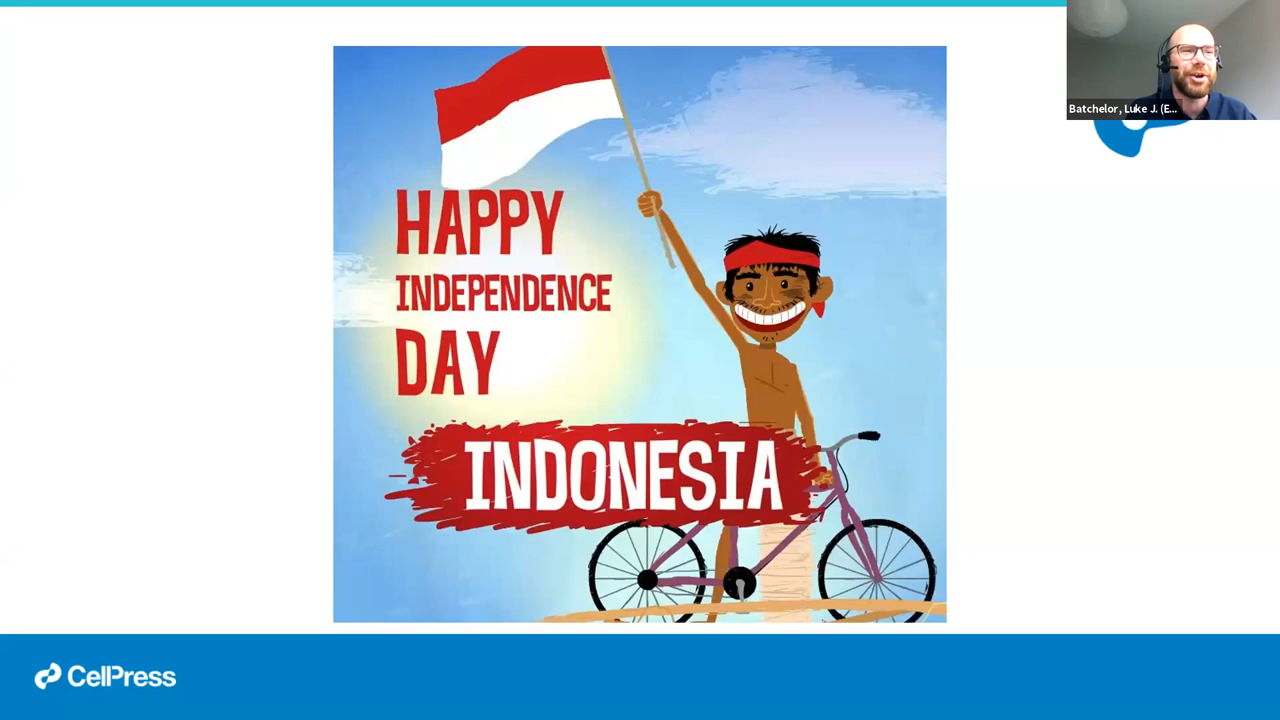 HAPPY
INDEPENDENCE
DAY
INDONESIA
Batchelor, Luke J. (E...
CellPress